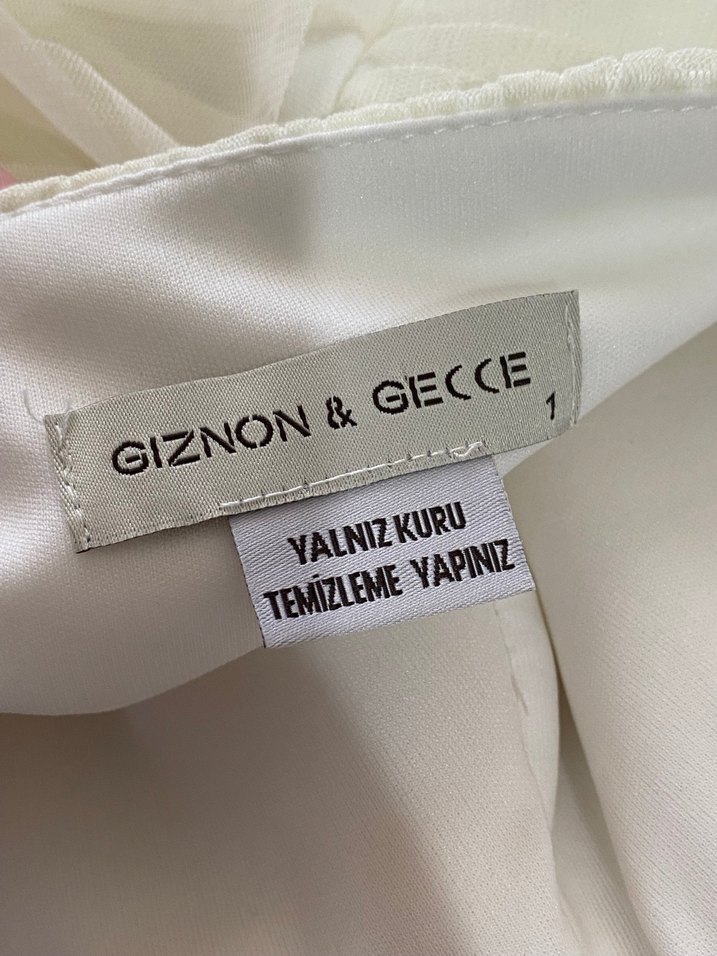 GIZNON & GECCE
1
YALNIZ KURU
TEMİZLEME YAPINIZ